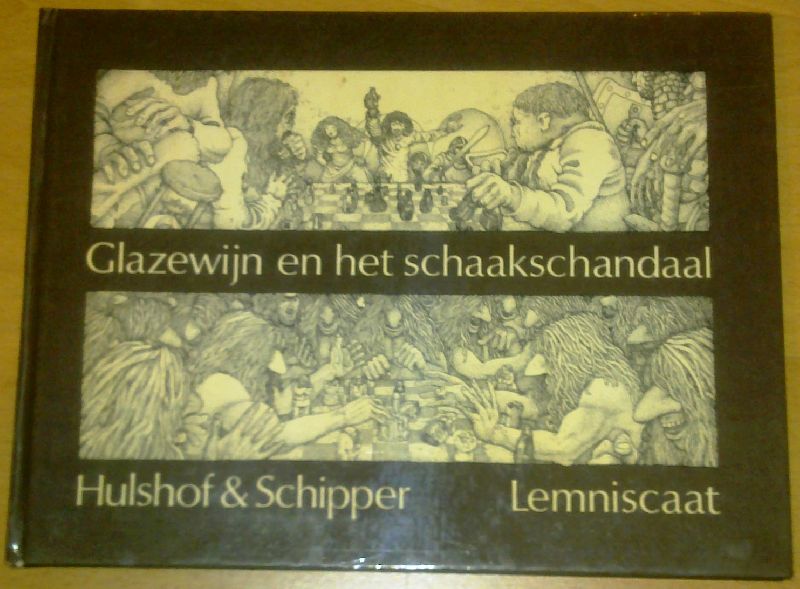 Glazewijn en het schaakschandaal
Hulshof & Schipper Lemniscaat